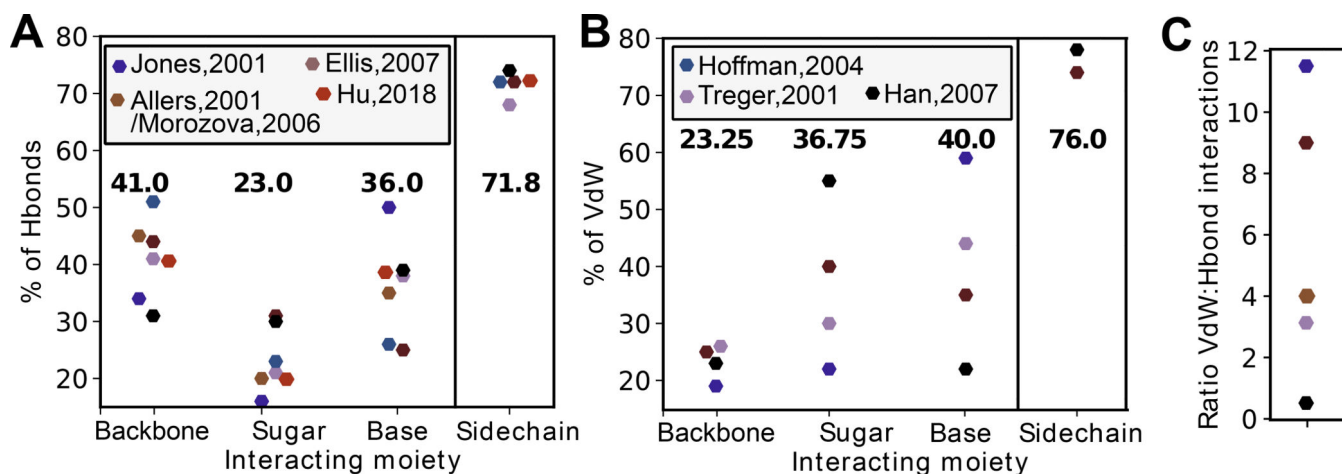 A
% of Hbonds
80
70
60
50
40
30
20
Jones,2001
Ellis,2007
Allers,2001
/Morozova,2006
Hu,2018
41.0 23.0 36.0 71.8
Backbone Sugar Base Sidechain
Interacting moiety
B
% of VdW
80
70
60
50
40
30
20
Hoffman,2004
Treger,2001
Han,2007
23.25 36.75 40.0 76.0
Backbone Sugar Base Sidechain
Interacting moiety
C
Ratio VdW:Hbond interactions
12
10
8
6
4
2
0